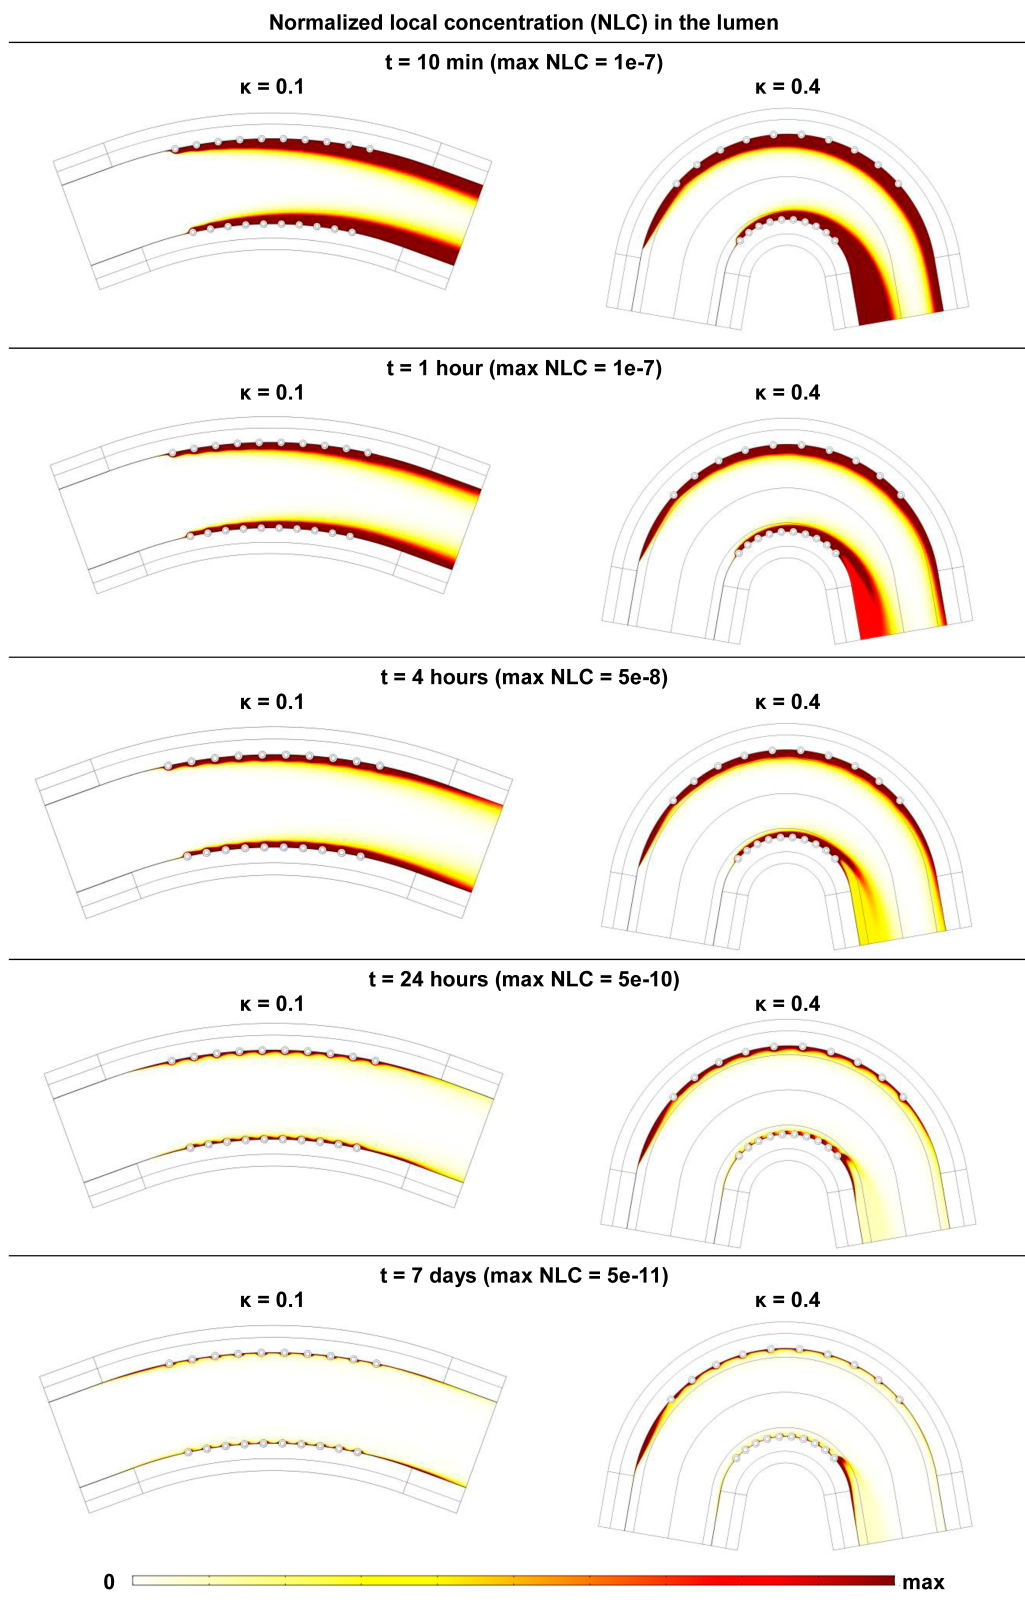 Normalized local concentration (NLC) in the lumen
t = 10 min (max NLC = 1e-7)
κ = 0.1 κ = 0.4
t = 1 hour (max NLC = 1e-7)
κ = 0.1 κ = 0.4
t = 4 hours (max NLC = 5e-8)
κ = 0.1 κ = 0.4
t = 24 hours (max NLC = 5e-10)
κ = 0.1 κ = 0.4
t = 7 days (max NLC = 5e-11)
κ = 0.1 κ = 0.4
0 max